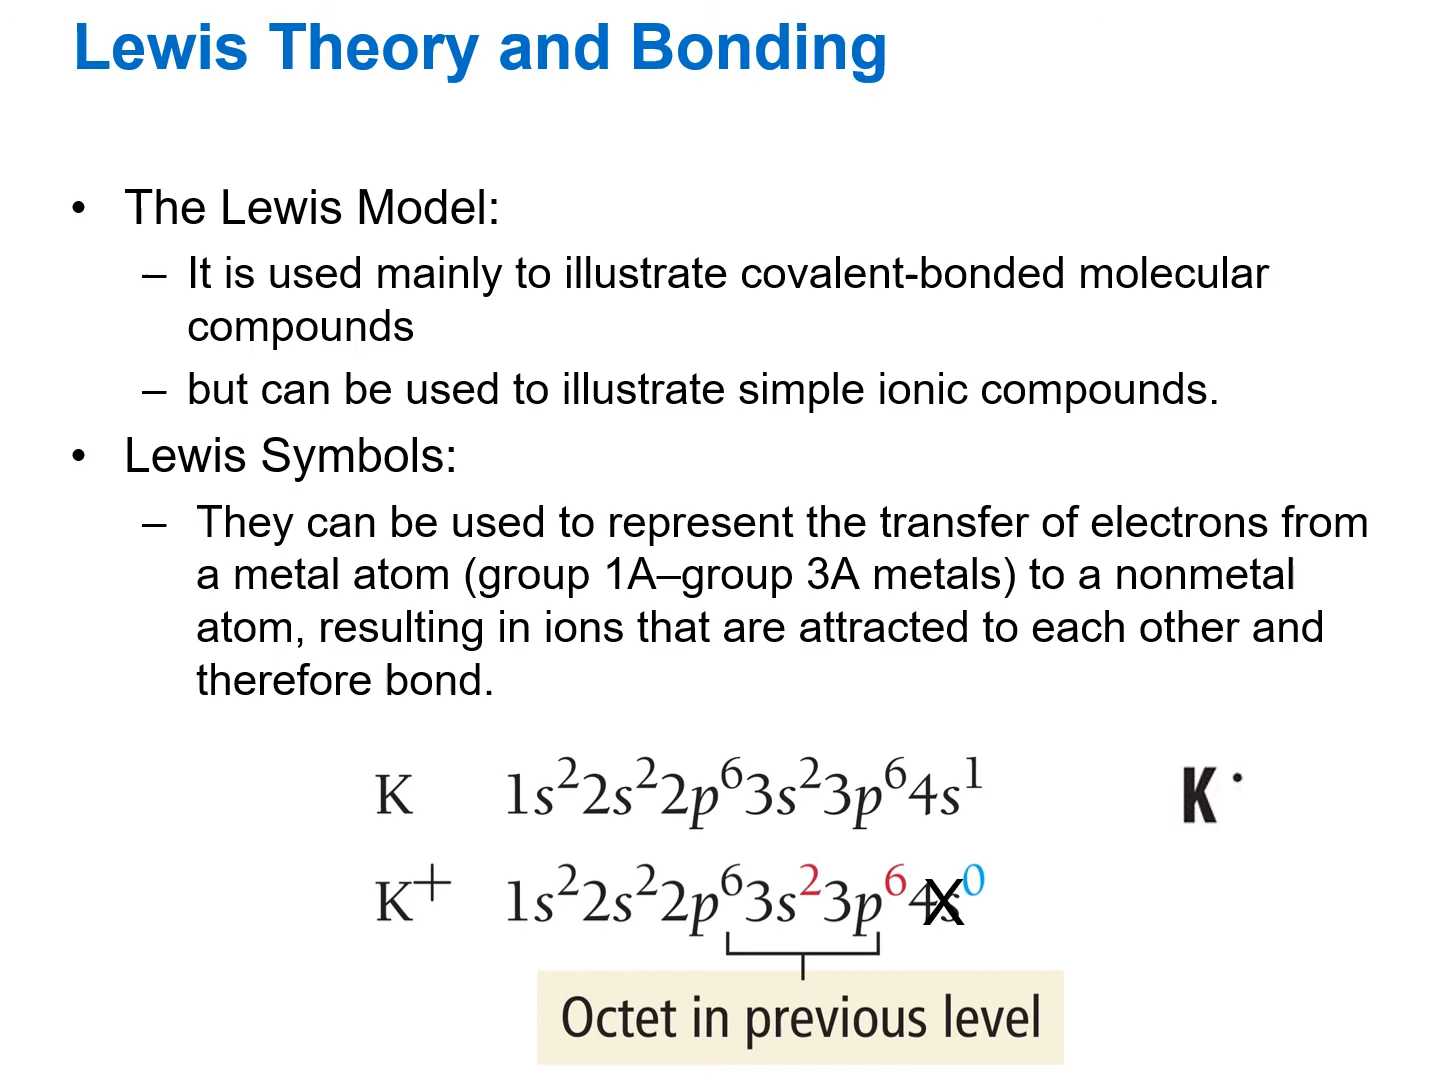 Lewis Theory and Bonding
• The Lewis Model:
– It is used mainly to illustrate covalent-bonded molecular
compounds
– but can be used to illustrate simple ionic compounds.
• Lewis Symbols:
– They can be used to represent the transfer of electrons from
a metal atom (group 1A–group 3A metals) to a nonmetal
atom, resulting in ions that are attracted to each other and
therefore bond.
K 1s²2s²2p⁶3s²3p⁶4s¹ K·
K⁺ 1s²2s²2p⁶3s²3p⁶4s⁰ X
Octet in previous level